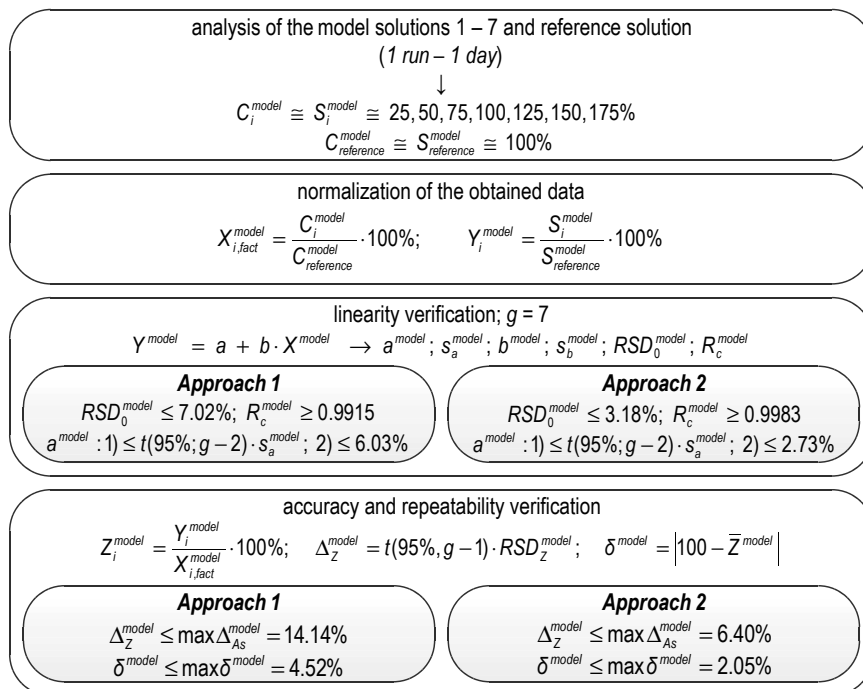 analysis of the model solutions 1 – 7 and reference solution
(1 run – 1 day)
↓
C_i^model ≅ S_i^model ≅ 25, 50, 75, 100, 125, 150, 175%
C_reference^model ≅ S_reference^model ≅ 100%
normalization of the obtained data
X_i,fact^model = C_i^model / C_reference^model · 100%; Y_i^model = S_i^model / S_reference^model · 100%
linearity verification; g = 7
Y^model = a + b · X^model → a^model; s_a^model; b^model; s_b^model; RSD_0^model; R_c^model
Approach 1
RSD_0^model ≤ 7.02%; R_c^model ≥ 0.9915
a^model : 1) ≤ t(95%; g – 2) · s_a^model; 2) ≤ 6.03%
Approach 2
RSD_0^model ≤ 3.18%; R_c^model ≥ 0.9983
a^model : 1) ≤ t(95%; g – 2) · s_a^model; 2) ≤ 2.73%
accuracy and repeatability verification
Z_i^model = Y_i^model / X_i,fact^model · 100%; Δ_Z^model = t(95%, g – 1) · RSD_Z^model; δ^model = |100 – Z̅^model|
Approach 1
Δ_Z^model ≤ max Δ_As^model = 14.14%
δ^model ≤ max δ^model = 4.52%
Approach 2
Δ_Z^model ≤ max Δ_As^model = 6.40%
δ^model ≤ max δ^model = 2.05%